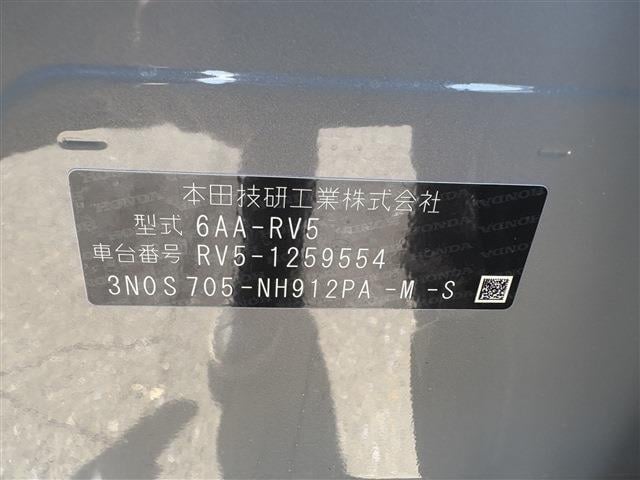 本田技研工業株式会社
型式 6AA-RV5
車台番号 RV5-1259554
3N0S705-NH912PA -M -S